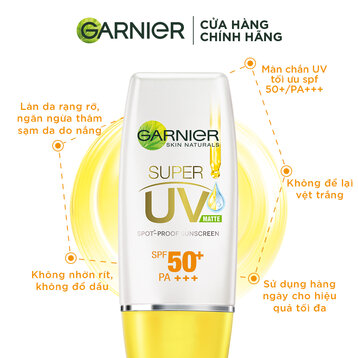 GARNIER
CỬA HÀNG
CHÍNH HÃNG
Màn chắn UV
tối ưu spf
50+/PA+++
Làn da rạng rỡ,
ngăn ngừa thâm
sạm da do nắng
GARNIER
SKIN NATURALS
SUPER
UV
MATTE
SPOT-PROOF SUNSCREEN
SPF 50+
PA +++
Không để lại
vệt trắng
Không nhờn rít,
không đổ dầu
Sử dụng hàng
ngày cho hiệu
quả tối đa